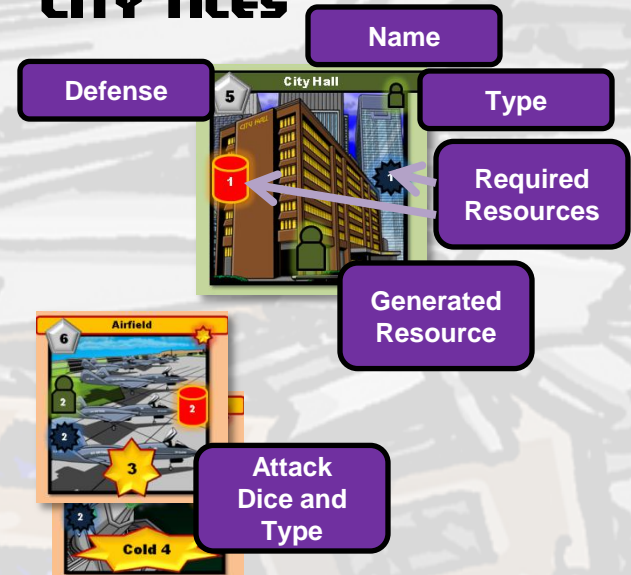 CITY TILES
Name
Defense
5
City Hall
Type
CITY HALL
1
1
Required
Resources
Generated
Resource
Airfield
6
2
2
2
3
Attack
Dice and
Type
2
Cold 4